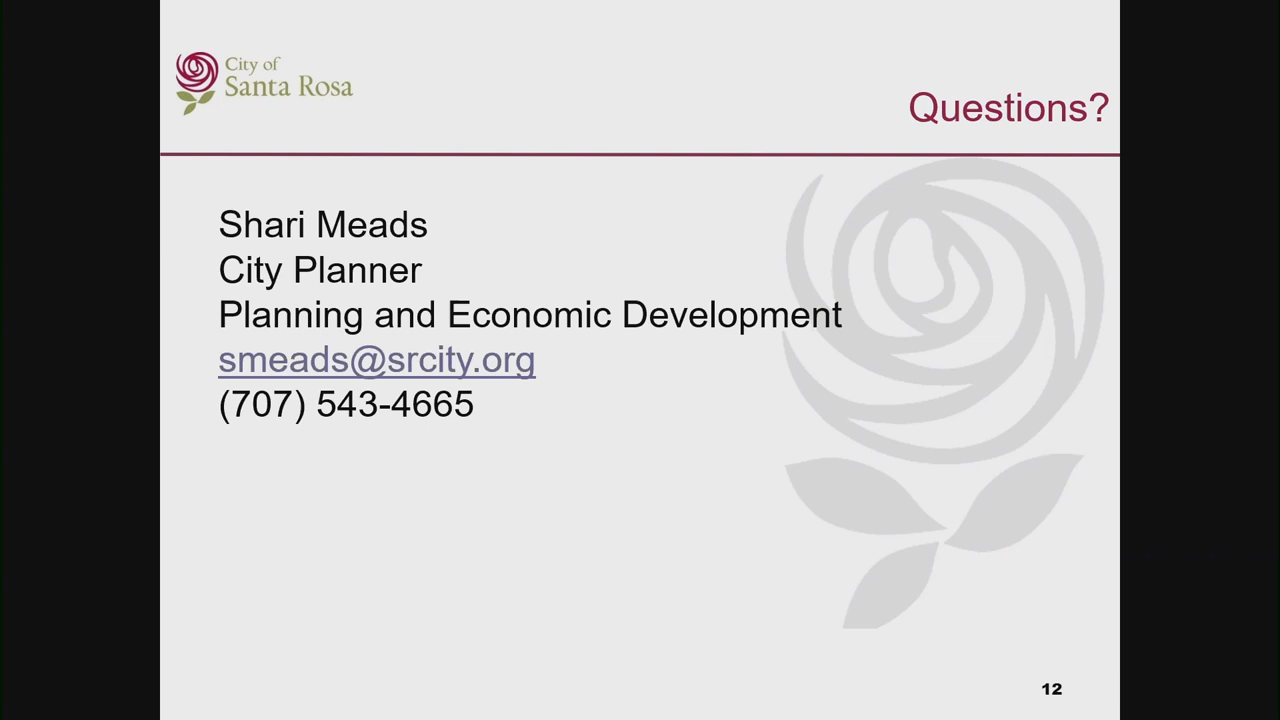 City of
Santa Rosa
Questions?
Shari Meads
City Planner
Planning and Economic Development
smeads@srcity.org
(707) 543-4665
12